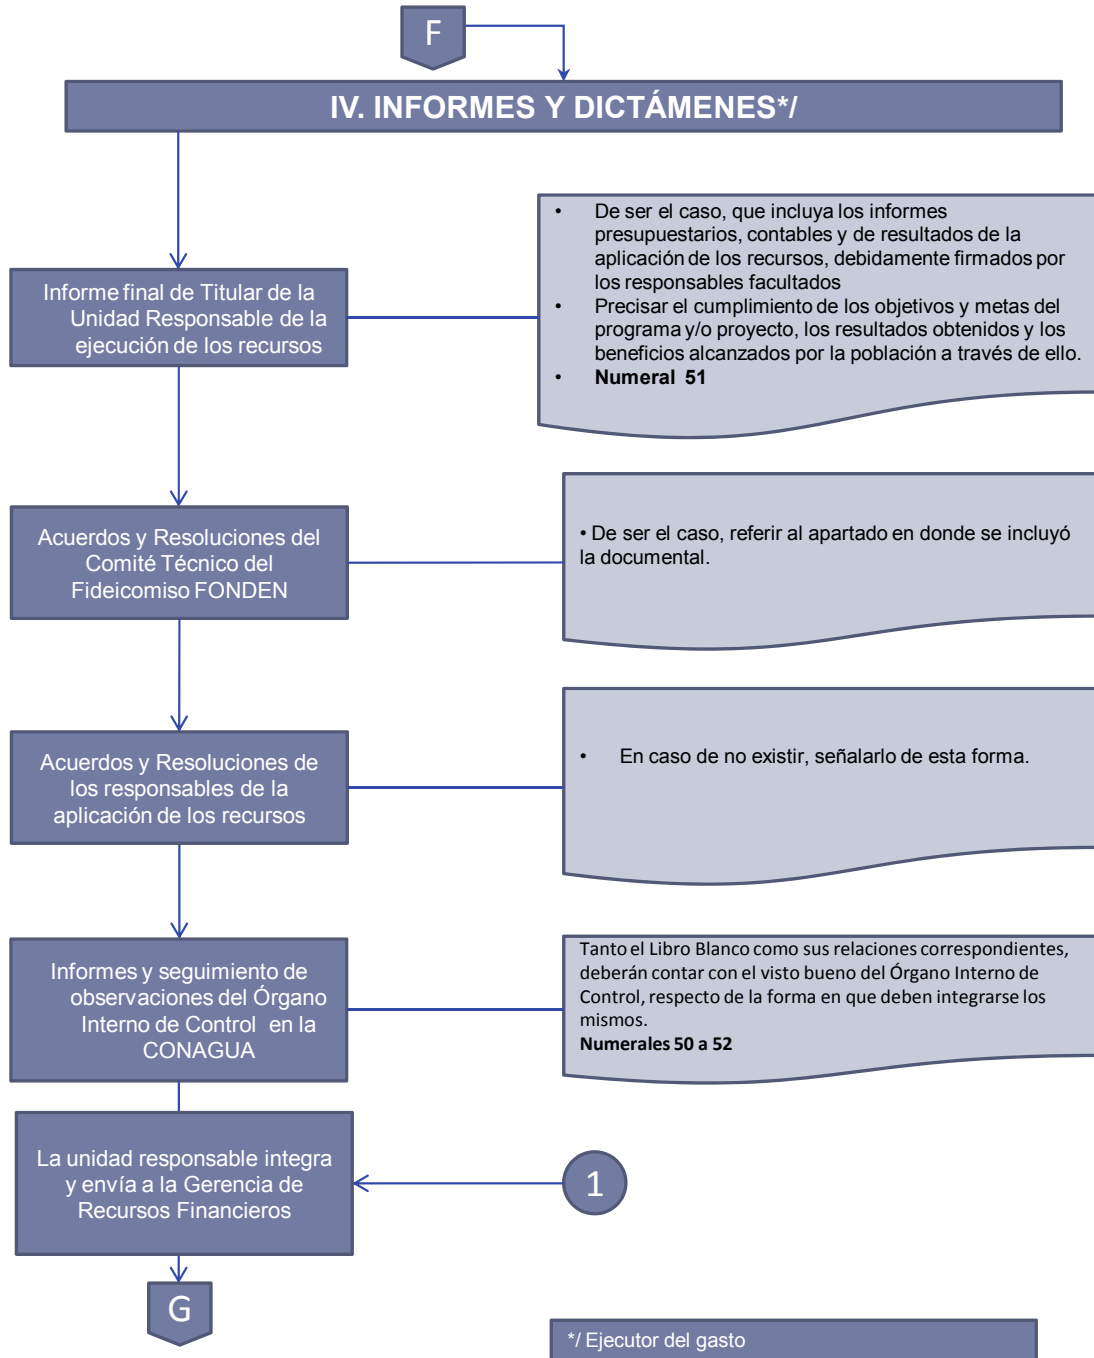 F
IV. INFORMES Y DICTÁMENES*/
Informe final de Titular de la
Unidad Responsable de la
ejecución de los recursos
• De ser el caso, que incluya los informes
presupuestarios, contables y de resultados de la
aplicación de los recursos, debidamente firmados por
los responsables facultados
• Precisar el cumplimiento de los objetivos y metas del
programa y/o proyecto, los resultados obtenidos y los
beneficios alcanzados por la población a través de ello.
• Numeral 51
Acuerdos y Resoluciones del
Comité Técnico del
Fideicomiso FONDEN
• De ser el caso, referir al apartado en donde se incluyó
la documental.
Acuerdos y Resoluciones de
los responsables de la
aplicación de los recursos
• En caso de no existir, señalarlo de esta forma.
Informes y seguimiento de
observaciones del Órgano
Interno de Control en la
CONAGUA
Tanto el Libro Blanco como sus relaciones correspondientes,
deberán contar con el visto bueno del Órgano Interno de
Control, respecto de la forma en que deben integrarse los
mismos.
Numerales 50 a 52
La unidad responsable integra
y envía a la Gerencia de
Recursos Financieros
1
G
*/ Ejecutor del gasto